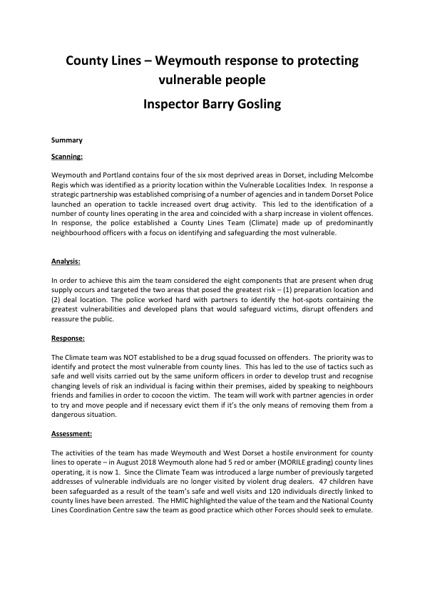 County Lines – Weymouth response to protecting
vulnerable people
Inspector Barry Gosling
Summary
Scanning:
Weymouth and Portland contains four of the six most deprived areas in Dorset, including Melcombe
Regis which was identified as a priority location within the Vulnerable Localities Index. In response a
strategic partnership was established comprising of a number of agencies and in tandem Dorset Police
launched an operation to tackle increased overt drug activity. This led to the identification of a
number of county lines operating in the area and coincided with a sharp increase in violent offences.
In response, the police established a County Lines Team (Climate) made up of predominantly
neighbourhood officers with a focus on identifying and safeguarding the most vulnerable.
Analysis:
In order to achieve this aim the team considered the eight components that are present when drug
supply occurs and targeted the two areas that posed the greatest risk – (1) preparation location and
(2) deal location. The police worked hard with partners to identify the hot-spots containing the
greatest vulnerabilities and developed plans that would safeguard victims, disrupt offenders and
reassure the public.
Response:
The Climate team was NOT established to be a drug squad focussed on offenders. The priority was to
identify and protect the most vulnerable from county lines. This has led to the use of tactics such as
safe and well visits carried out by the same uniform officers in order to develop trust and recognise
changing levels of risk an individual is facing within their premises, aided by speaking to neighbours
friends and families in order to cocoon the victim. The team will work with partner agencies in order
to try and move people and if necessary evict them if it's the only means of removing them from a
dangerous situation.
Assessment:
The activities of the team has made Weymouth and West Dorset a hostile environment for county
lines to operate – in August 2018 Weymouth alone had 5 red or amber (MORILE grading) county lines
operating, it is now 1. Since the Climate Team was introduced a large number of previously targeted
addresses of vulnerable individuals are no longer visited by violent drug dealers. 47 children have
been safeguarded as a result of the team's safe and well visits and 120 individuals directly linked to
county lines have been arrested. The HMIC highlighted the value of the team and the National County
Lines Coordination Centre saw the team as good practice which other Forces should seek to emulate.